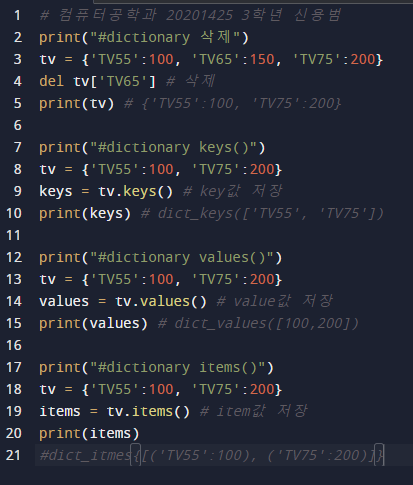 1 # 컴퓨터공학과 20201425 3학년 신용범
2 print("#dictionary 삭제")
3 tv = {'TV55':100, 'TV65':150, 'TV75':200}
4 del tv['TV65'] # 삭제
5 print(tv) # {'TV55':100, 'TV75':200}
6
7 print("#dictionary keys()")
8 tv = {'TV55':100, 'TV75':200}
9 keys = tv.keys() # key값 저장
10 print(keys) # dict_keys(['TV55', 'TV75'])
11
12 print("#dictionary values()")
13 tv = {'TV55':100, 'TV75':200}
14 values = tv.values() # value값 저장
15 print(values) # dict_values([100,200])
16
17 print("#dictionary items()")
18 tv = {'TV55':100, 'TV75':200}
19 items = tv.items() # item값 저장
20 print(items)
21 #dict_itmes{[('TV55':100), ('TV75':200)]}